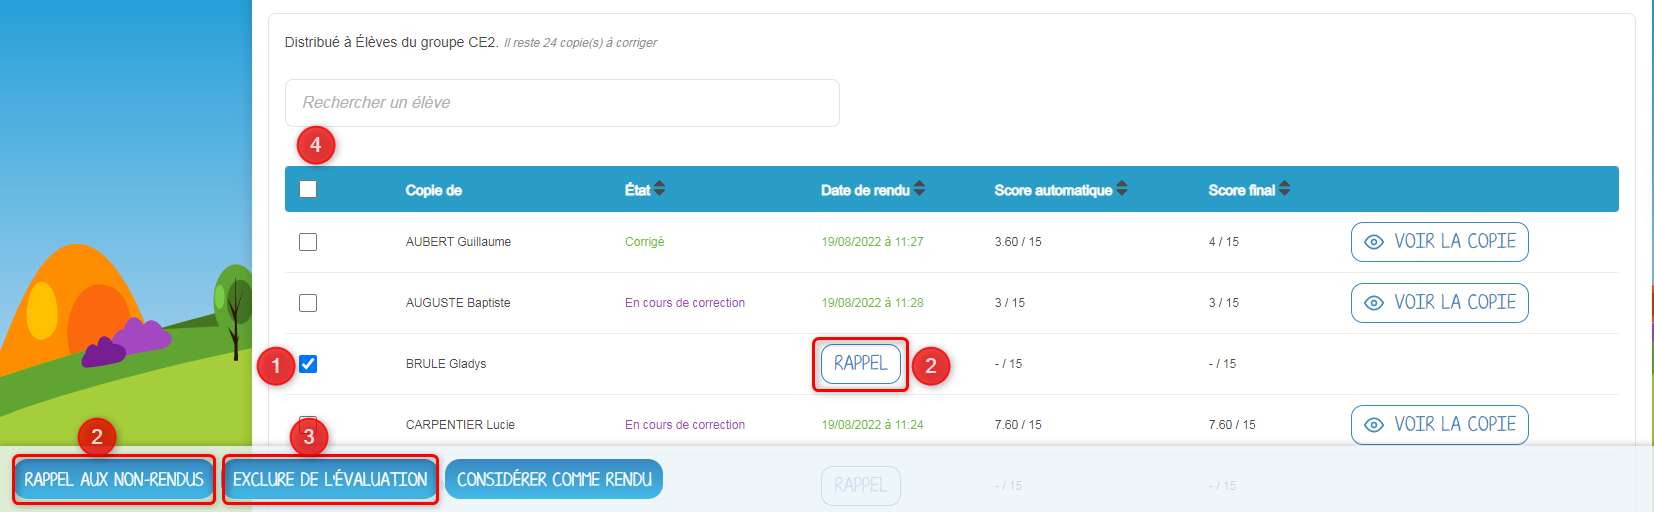 Distribué à Élèves du groupe CE2. Il reste 24 copie(s) à corriger
Rechercher un élève
4
Copie de État Date de rendu Score automatique Score final
AUBERT Guillaume Corrigé 19/08/2022 à 11:27 3.60 / 15 4 / 15 VOIR LA COPIE
AUGUSTE Baptiste En cours de correction 19/08/2022 à 11:28 3 / 15 3 / 15 VOIR LA COPIE
1 BRULE Gladys RAPPEL 2 - / 15 - / 15
CARPENTIER Lucie En cours de correction 19/08/2022 à 11:24 7.60 / 15 7.60 / 15 VOIR LA COPIE
2 3
RAPPEL AUX NON-RENDUS EXCLURE DE L'ÉVALUATION CONSIDÉRER COMME RENDU RAPPEL - / 15 - / 15